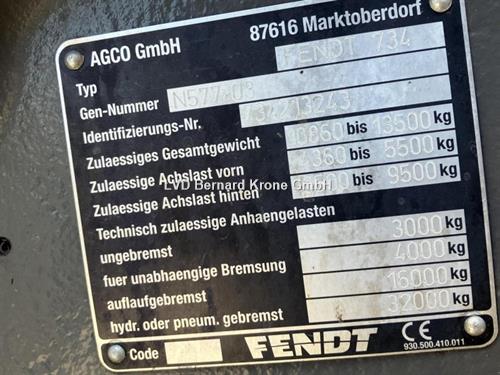 AGCO GmbH 87616 Marktoberdorf
Typ FENDT 734
Gen-Nummer N577-03
Identifizierungs-Nr.
Zulaessiges Gesamtgewicht 10860 bis 13500 kg
Zulaessige Achslast vorn 4360 bis 5500 kg
Zulaessige Achslast hinten bis 9500 kg
LVD Bernard Krone GmbH
Technisch zulaessige Anhaengelasten
ungebremst 3000 kg
fuer unabhaengige Bremsung 4000 kg
auflaufgebremst 16000 kg
hydr. oder pneum. gebremst 32000 kg
Code FENDT CE
930.500.410.011